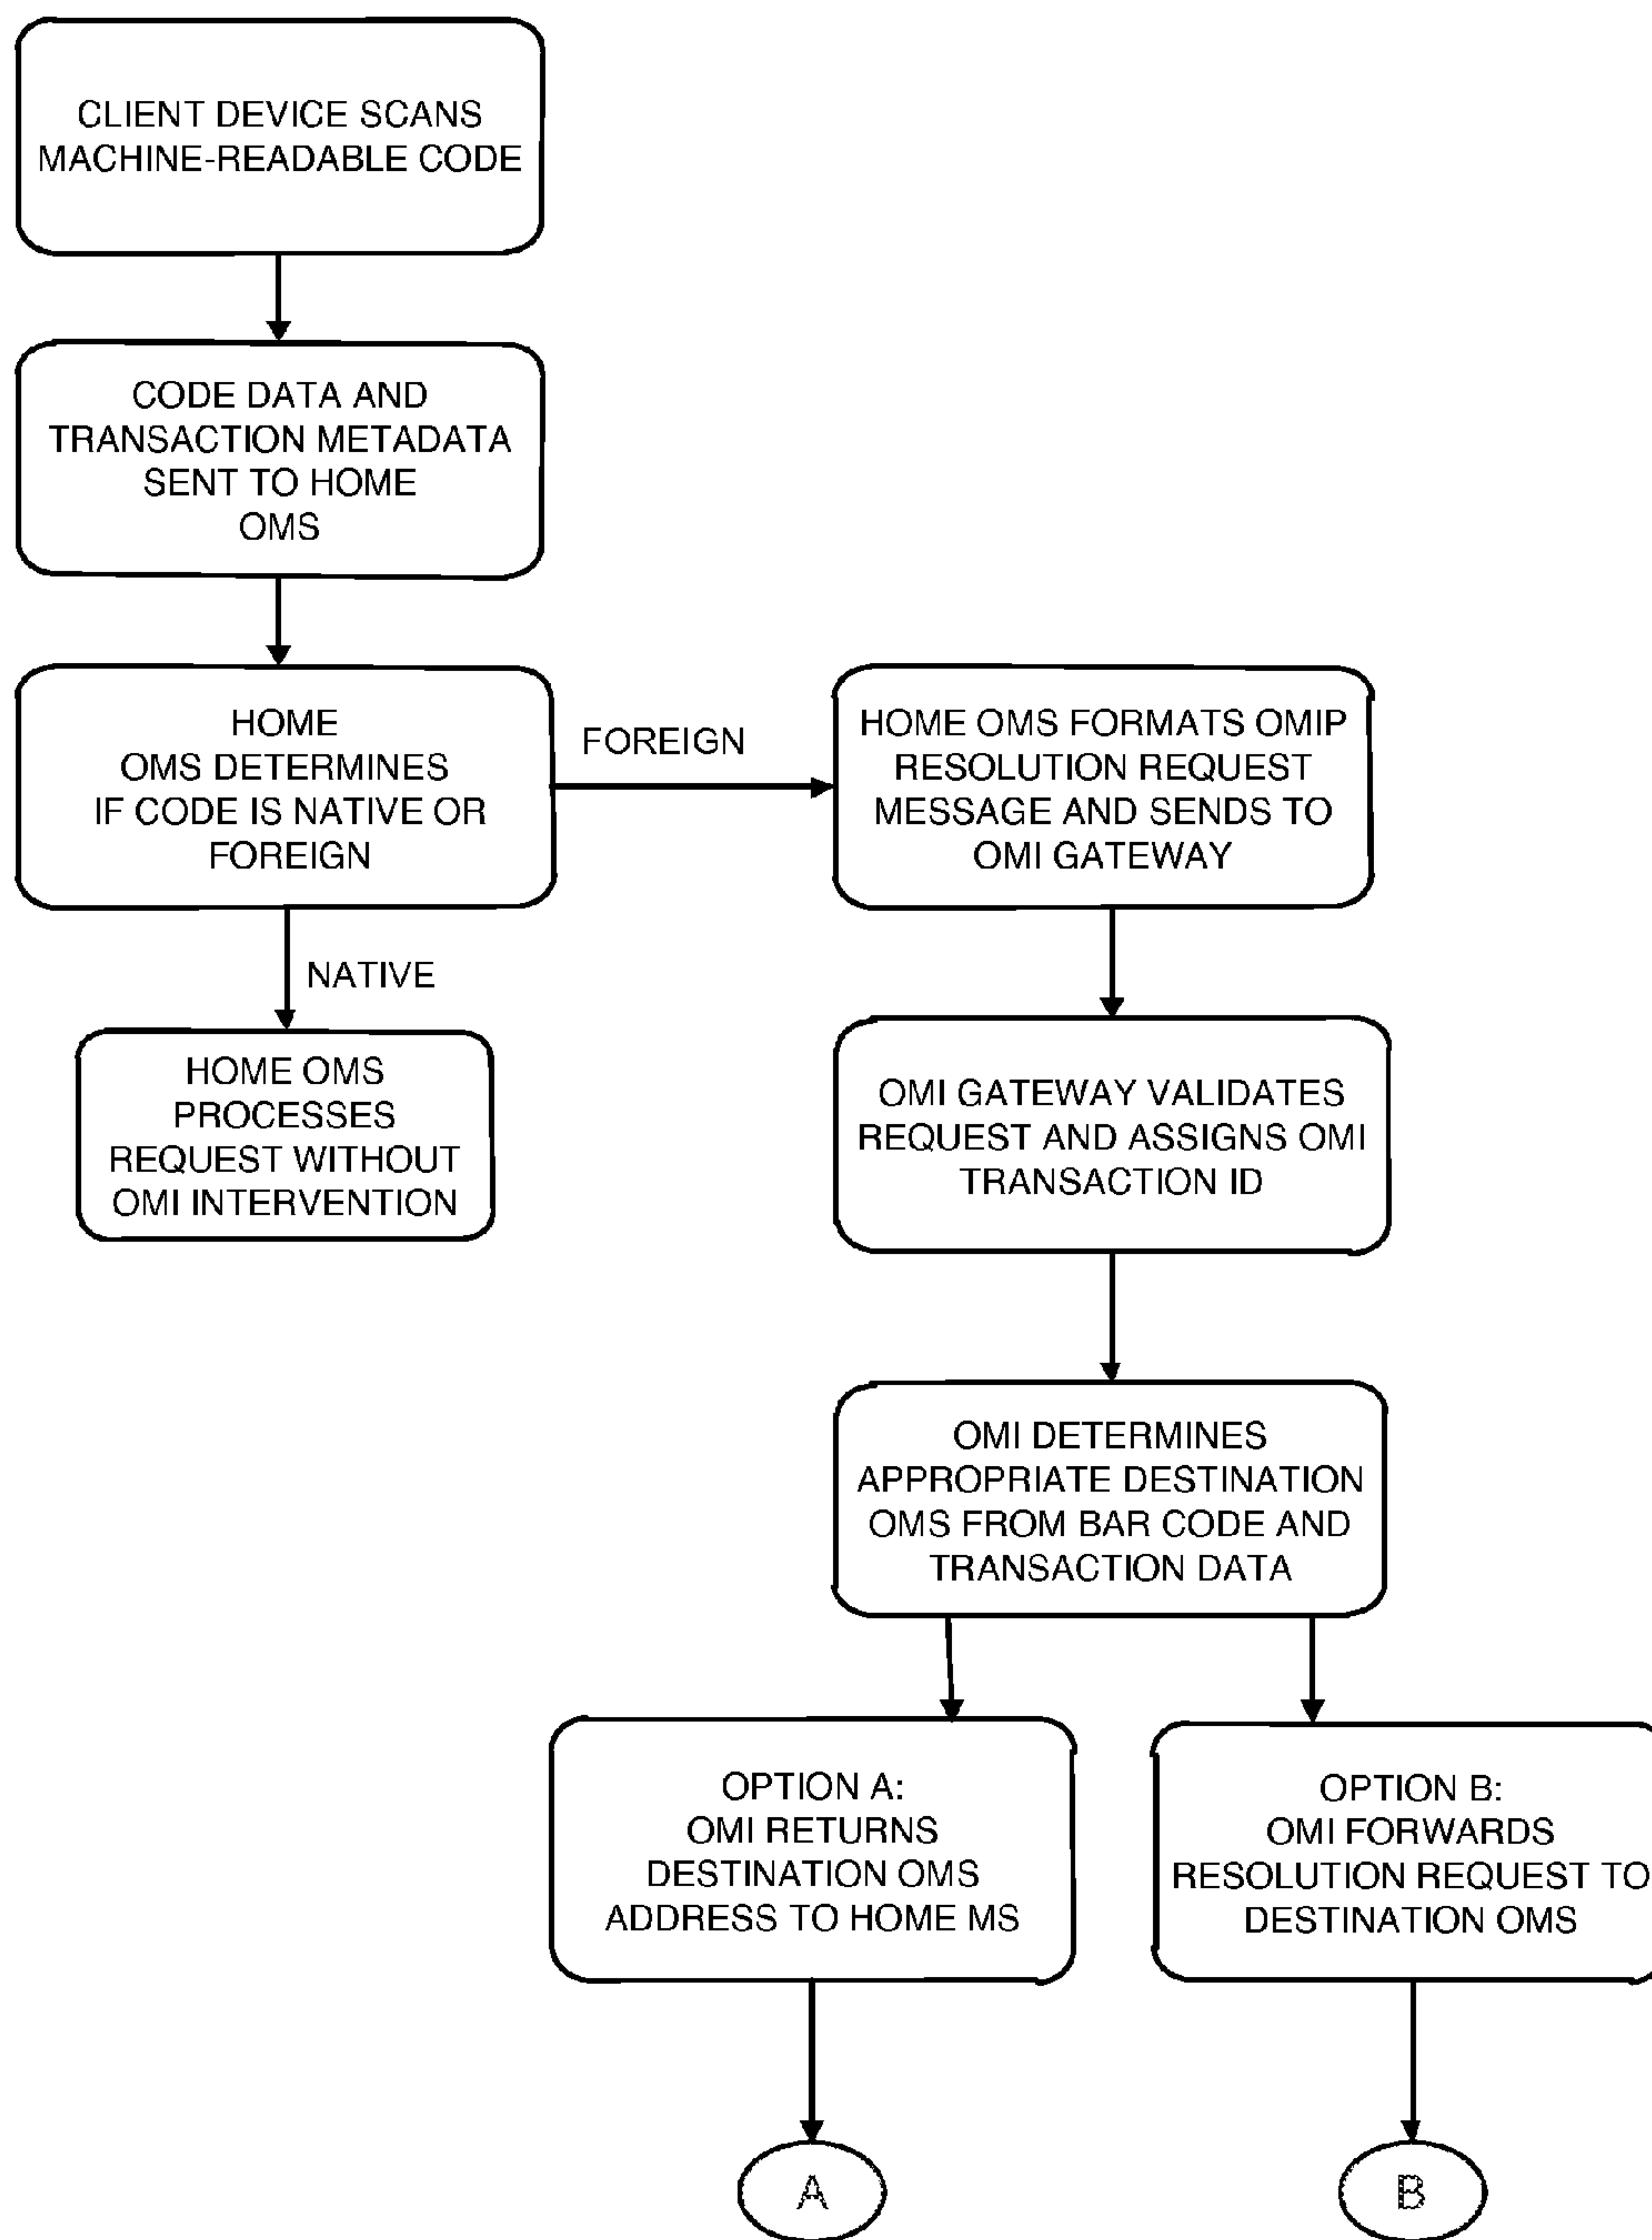 CLIENT DEVICE SCANS
MACHINE-READABLE CODE
CODE DATA AND
TRANSACTION METADATA
SENT TO HOME
OMS
HOME
OMS DETERMINES
IF CODE IS NATIVE OR
FOREIGN
FOREIGN
HOME OMS FORMATS OMIP
RESOLUTION REQUEST
MESSAGE AND SENDS TO
OMI GATEWAY
NATIVE
HOME OMS
PROCESSES
REQUEST WITHOUT
OMI INTERVENTION
OMI GATEWAY VALIDATES
REQUEST AND ASSIGNS OMI
TRANSACTION ID
OMI DETERMINES
APPROPRIATE DESTINATION
OMS FROM BAR CODE AND
TRANSACTION DATA
OPTION A:
OMI RETURNS
DESTINATION OMS
ADDRESS TO HOME MS
OPTION B:
OMI FORWARDS
RESOLUTION REQUEST TO
DESTINATION OMS
A
B